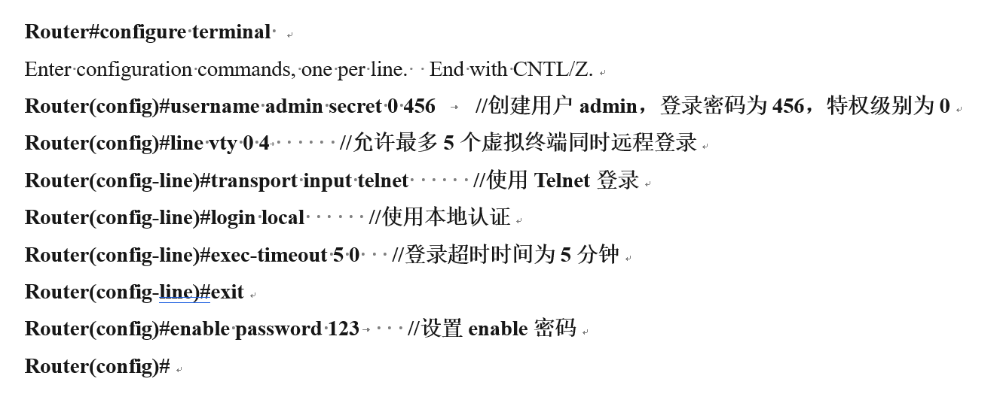 Router#configure terminal
Enter configuration commands, one per line.  End with CNTL/Z.
Router(config)#username admin secret 0 456 //创建用户 admin，登录密码为 456，特权级别为 0
Router(config)#line vty 0 4 //允许最多 5 个虚拟终端同时远程登录
Router(config-line)#transport input telnet //使用 Telnet 登录
Router(config-line)#login local //使用本地认证
Router(config-line)#exec-timeout 5 0 //登录超时时间为 5 分钟
Router(config-line)#exit
Router(config)#enable password 123 //设置 enable 密码
Router(config)#